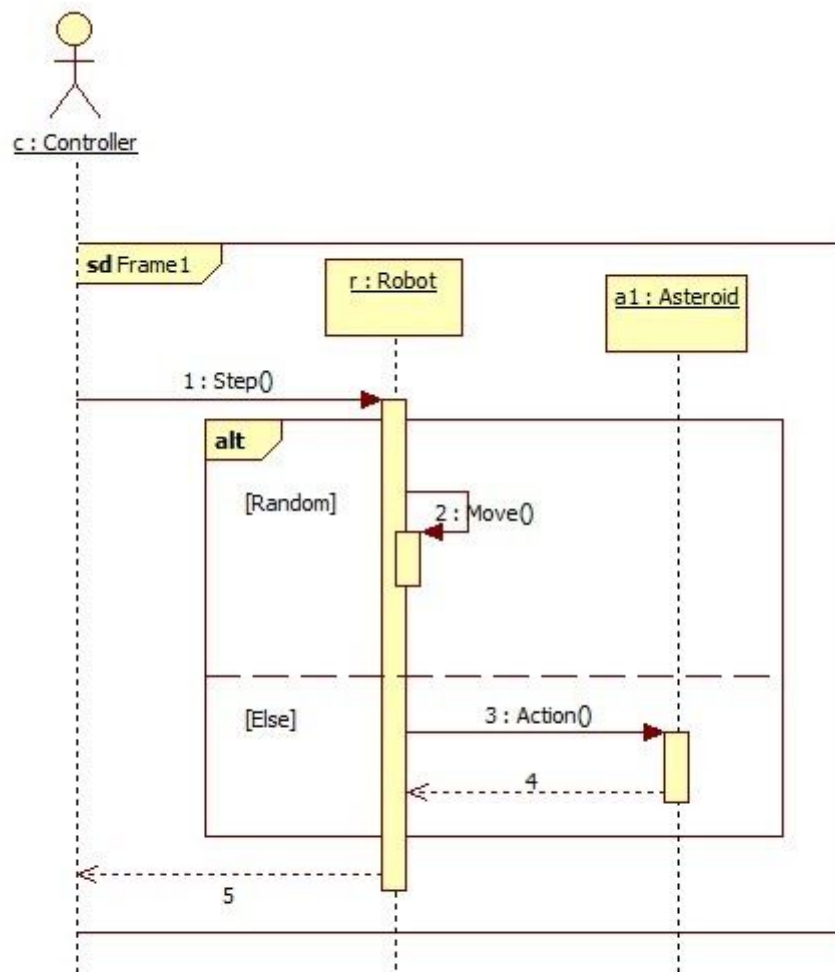 c : Controller
sd Frame1
r : Robot
a1 : Asteroid
1 : Step()
alt
[Random]
2 : Move()
[Else]
3 : Action()
4
5